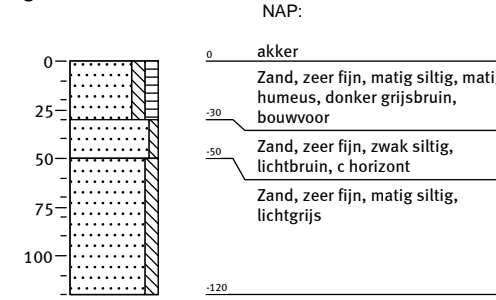 NAP:
0
25
50
75
100
0 akker
Zand, zeer fijn, matig siltig,
humeus, donker grijsbruin,
-30 bouwvoor
-50 Zand, zeer fijn, zwak siltig,
lichtbruin, c horizont
Zand, zeer fijn, matig siltig,
lichtgrijs
-120